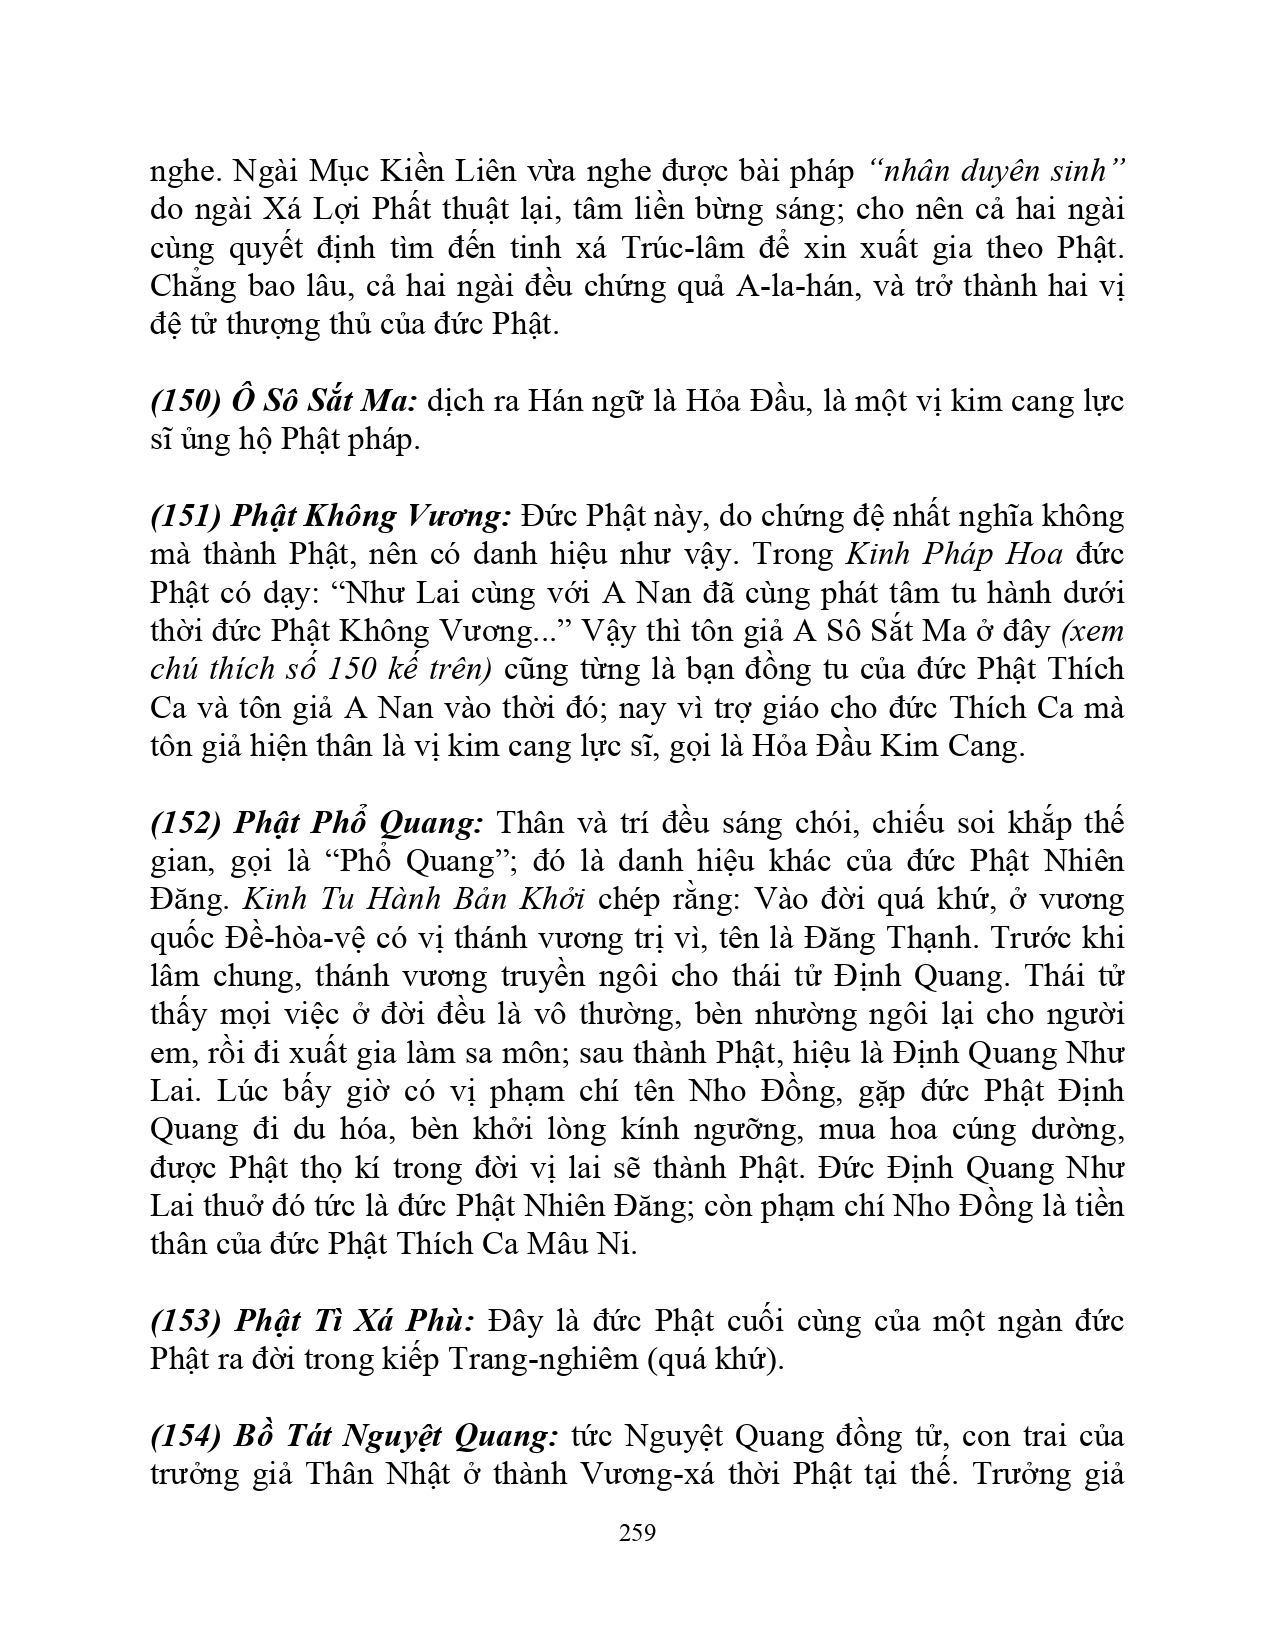 nghe. Ngài Mục Kiền Liên vừa nghe được bài pháp “nhân duyên sinh”
do ngài Xá Lợi Phất thuật lại, tâm liền bừng sáng; cho nên cả hai ngài
cùng quyết định tìm đến tinh xá Trúc-lâm để xin xuất gia theo Phật.
Chẳng bao lâu, cả hai ngài đều chứng quả A-la-hán, và trở thành hai vị
đệ tử thượng thủ của đức Phật.
(150) Ô Sô Sắt Ma: dịch ra Hán ngữ là Hỏa Đầu, là một vị kim cang lực
sĩ ủng hộ Phật pháp.
(151) Phật Không Vương: Đức Phật này, do chứng đệ nhất nghĩa không
mà thành Phật, nên có danh hiệu như vậy. Trong Kinh Pháp Hoa đức
Phật có dạy: “Như Lai cùng với A Nan đã cùng phát tâm tu hành dưới
thời đức Phật Không Vương...” Vậy thì tôn giả A Sô Sắt Ma ở đây (xem
chú thích số 150 kế trên) cũng từng là bạn đồng tu của đức Phật Thích
Ca và tôn giả A Nan vào thời đó; nay vì trợ giáo cho đức Thích Ca mà
tôn giả hiện thân là vị kim cang lực sĩ, gọi là Hỏa Đầu Kim Cang.
(152) Phật Phổ Quang: Thân và trí đều sáng chói, chiếu soi khắp thế
gian, gọi là “Phổ Quang”; đó là danh hiệu khác của đức Phật Nhiên
Đăng. Kinh Tu Hành Bản Khởi chép rằng: Vào đời quá khứ, ở vương
quốc Đề-hòa-vệ có vị thánh vương trị vì, tên là Đăng Thạnh. Trước khi
lâm chung, thánh vương truyền ngôi cho thái tử Định Quang. Thái tử
thấy mọi việc ở đời đều là vô thường, bèn nhường ngôi lại cho người
em, rồi đi xuất gia làm sa môn; sau thành Phật, hiệu là Định Quang Như
Lai. Lúc bấy giờ có vị phạm chí tên Nho Đồng, gặp đức Phật Định
Quang đi du hóa, bèn khởi lòng kính ngưỡng, mua hoa cúng dường,
được Phật thọ kí trong đời vị lai sẽ thành Phật. Đức Định Quang Như
Lai thuở đó tức là đức Phật Nhiên Đăng; còn phạm chí Nho Đồng là tiền
thân của đức Phật Thích Ca Mâu Ni.
(153) Phật Tì Xá Phù: Đây là đức Phật cuối cùng của một ngàn đức
Phật ra đời trong kiếp Trang-nghiêm (quá khứ).
(154) Bồ Tát Nguyệt Quang: tức Nguyệt Quang đồng tử, con trai của
trưởng giả Thân Nhật ở thành Vương-xá thời Phật tại thế. Trưởng giả
259